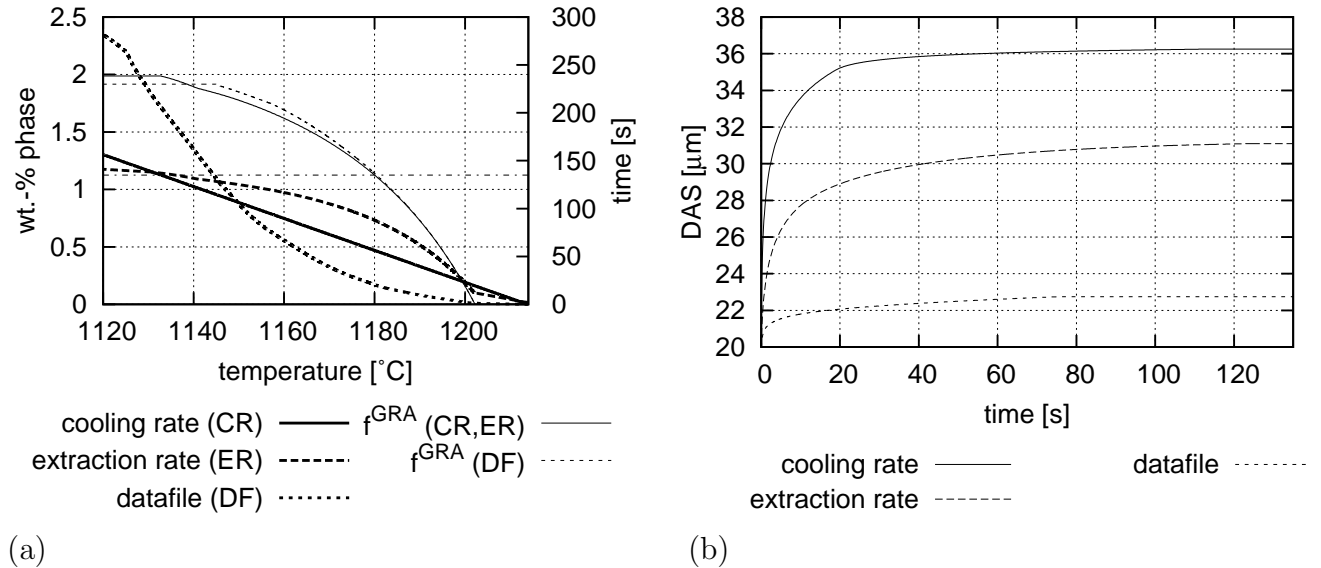 2.5
2
1.5
1
0.5
0
wt.-% phase
300
250
200
150
100
50
0
time [s]
1120 1140 1160 1180 1200
temperature [˚C]
cooling rate (CR)
extraction rate (ER)
datafile (DF)
f^GRA (CR,ER)
f^GRA (DF)
(a)
38
36
34
32
30
28
26
24
22
20
DAS [μm]
0 20 40 60 80 100 120
time [s]
cooling rate
extraction rate
datafile
(b)